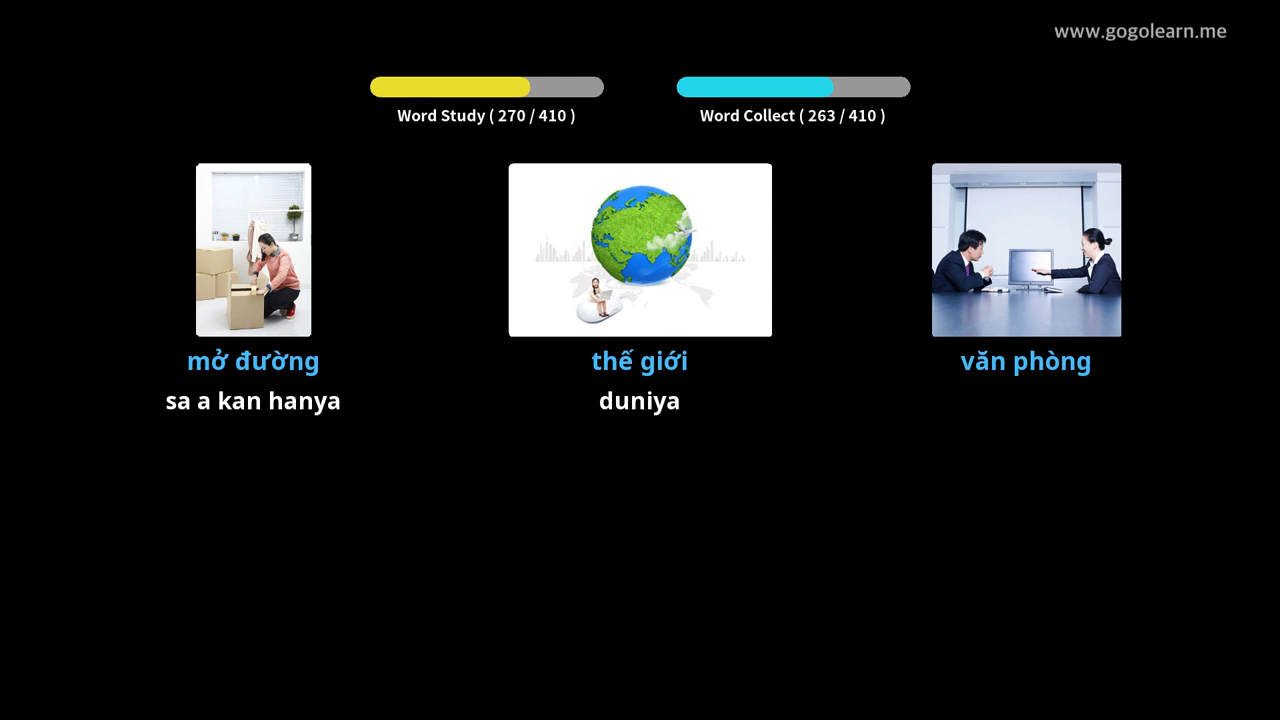 www.gogolearn.me
Word Study ( 270 / 410 )
Word Collect ( 263 / 410 )
mở đường
thế giới
văn phòng
sa a kan hanya
duniya